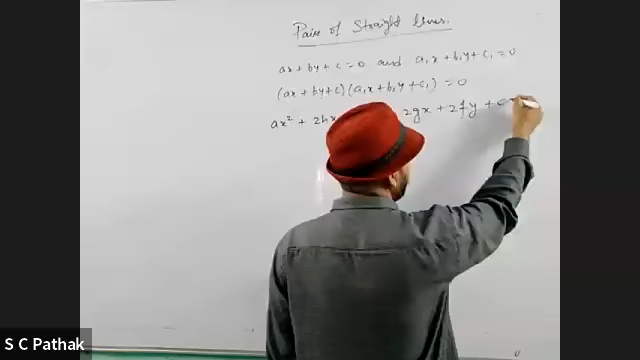 Pair of Straight lines.
ax + by + c = 0 and a₁x + b₁y + c₁ = 0
(ax + by + c) (a₁x + b₁y + c₁) = 0
ax² + 2hx 2gx + 2fy + c =
S C Pathak